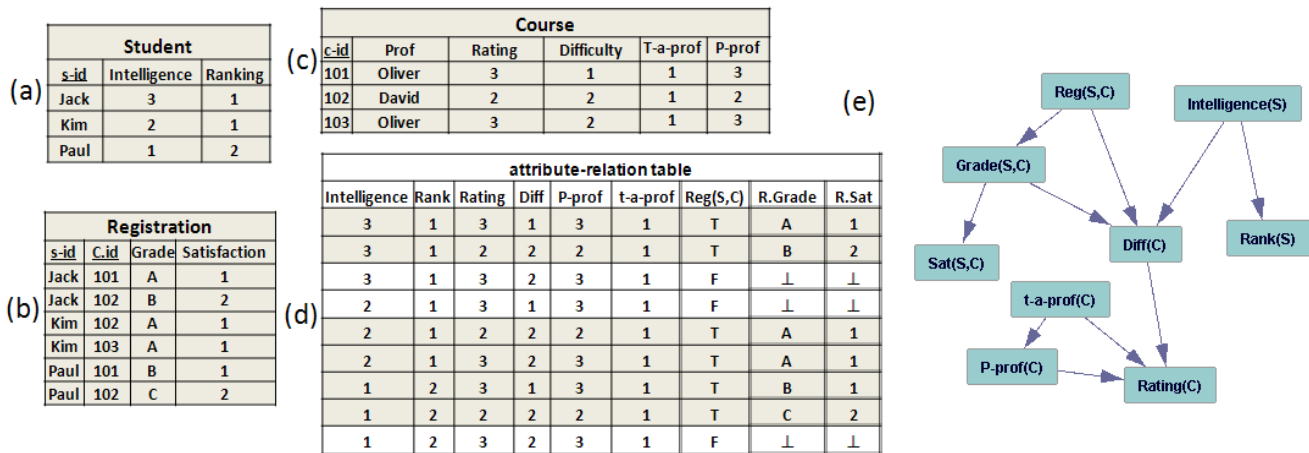 (a)
Student
s-id Intelligence Ranking
Jack 3 1
Kim 2 1
Paul 1 2
(b)
Registration
s-id C.id Grade Satisfaction
Jack 101 A 1
Jack 102 B 2
Kim 102 A 1
Kim 103 A 1
Paul 101 B 1
Paul 102 C 2
(c)
Course
c-id Prof Rating Difficulty T-a-prof P-prof
101 Oliver 3 1 1 3
102 David 2 2 1 2
103 Oliver 3 2 1 3
(d)
attribute-relation table
Intelligence Rank Rating Diff P-prof t-a-prof Reg(S,C) R.Grade R.Sat
3 1 3 1 3 1 T A 1
3 1 2 2 2 1 T B 2
3 1 3 2 3 1 F ⊥ ⊥
2 1 3 1 3 1 F ⊥ ⊥
2 1 2 2 2 1 T A 1
2 1 3 2 3 1 T A 1
1 2 3 1 3 1 T B 1
1 2 2 2 2 1 T C 2
1 2 3 2 3 1 F ⊥ ⊥
(e)
Reg(S,C)
Intelligence(S)
Grade(S,C)
Sat(S,C)
Diff(C)
Rank(S)
t-a-prof(C)
P-prof(C)
Rating(C)